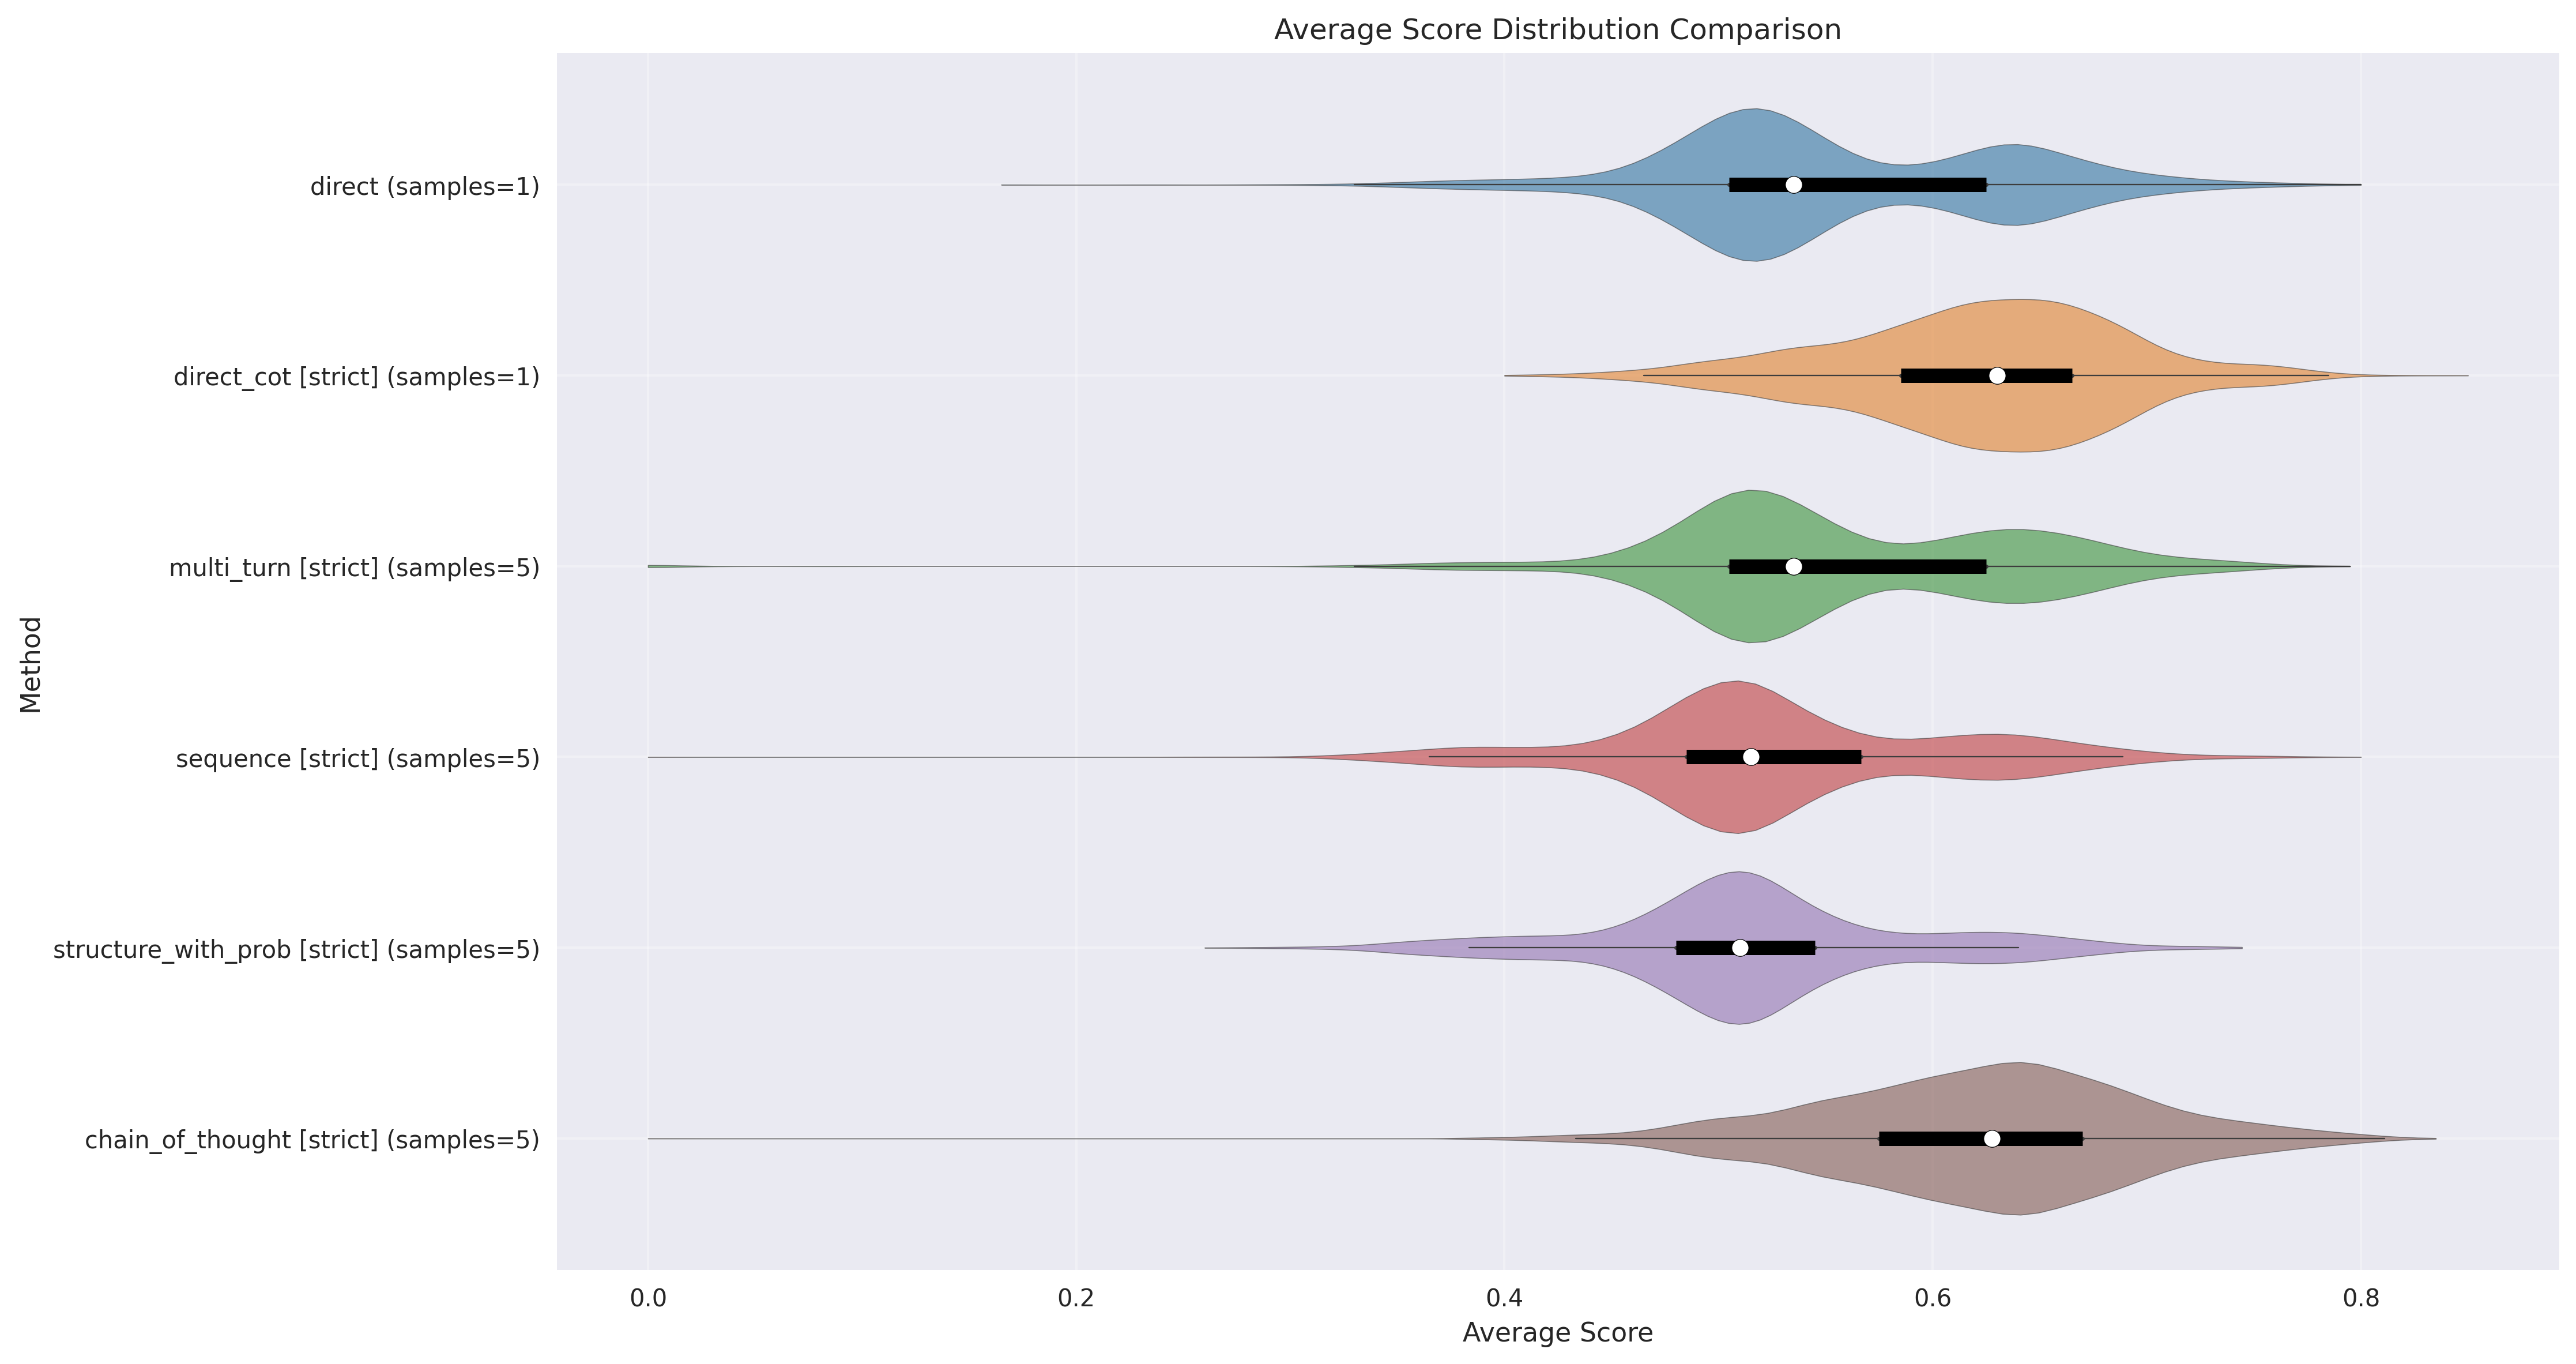 Average Score Distribution Comparison
direct (samples=1)
direct_cot [strict] (samples=1)
multi_turn [strict] (samples=5)
sequence [strict] (samples=5)
structure_with_prob [strict] (samples=5)
chain_of_thought [strict] (samples=5)
Method
0.0 0.2 0.4 0.6 0.8
Average Score